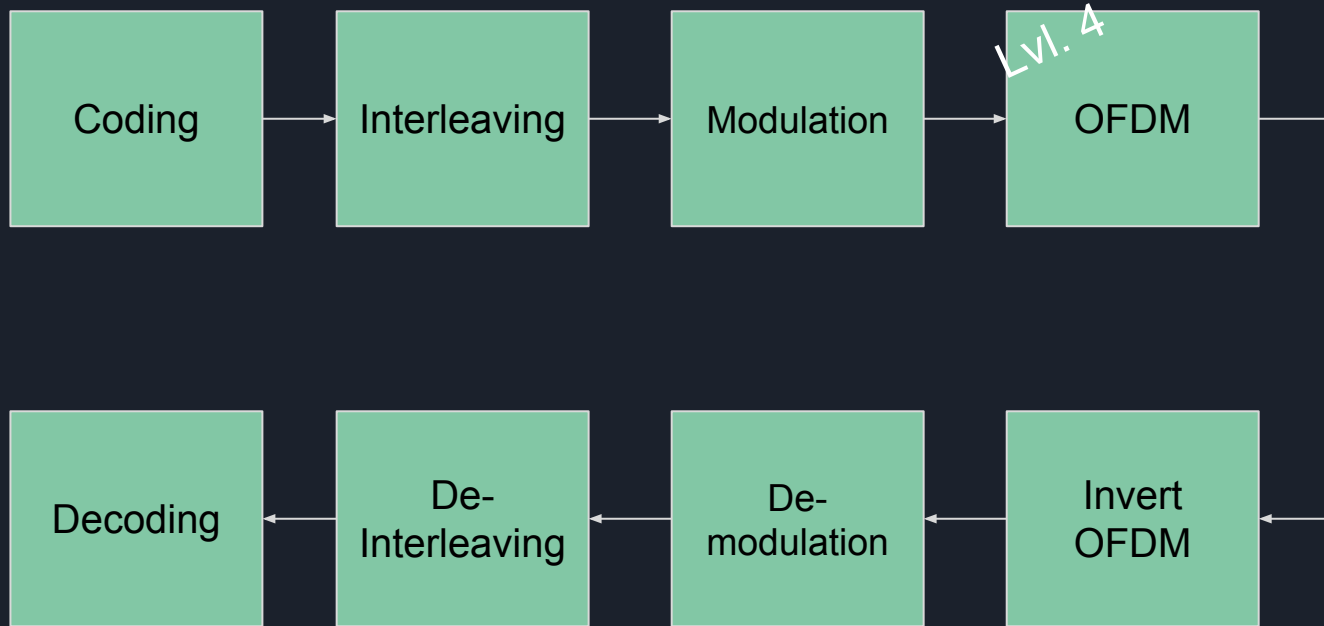 Coding
Interleaving
Modulation
Lvl. 4
OFDM
Decoding
De-
Interleaving
De-
modulation
Invert
OFDM